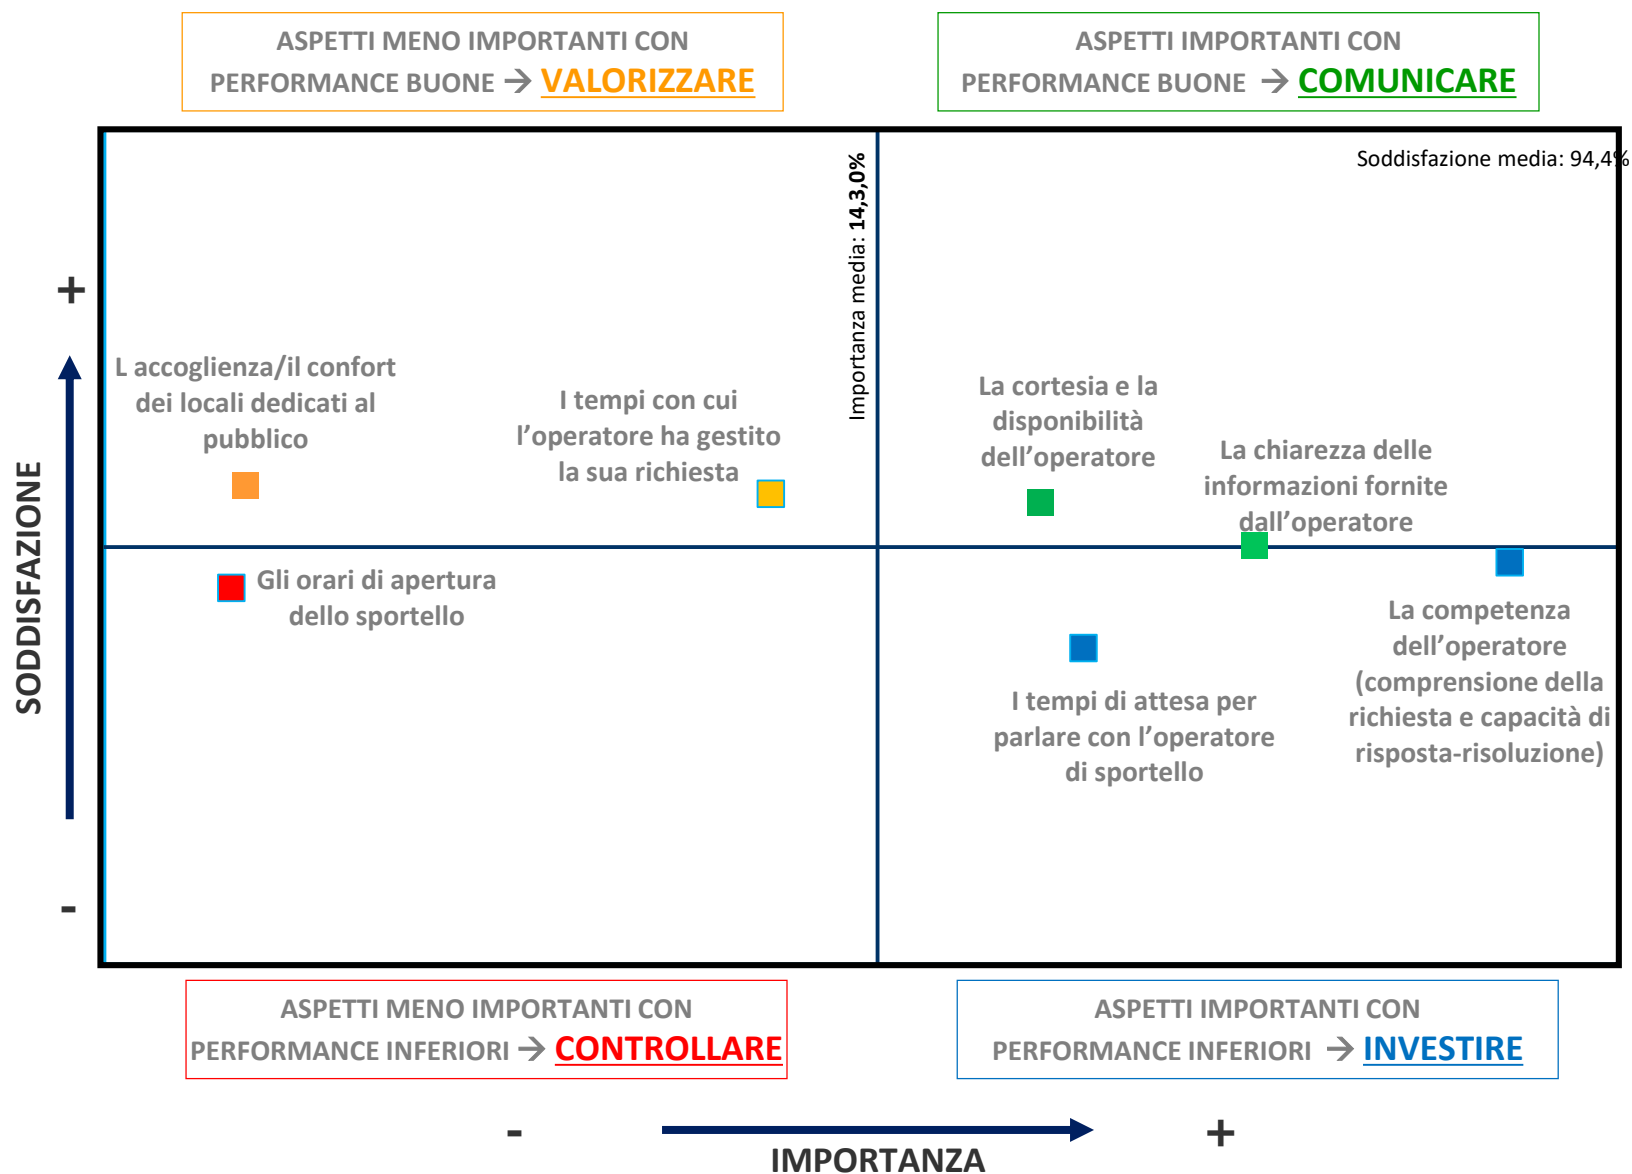 ASPETTI MENO IMPORTANTI CON
PERFORMANCE BUONE → VALORIZZARE
ASPETTI IMPORTANTI CON
PERFORMANCE BUONE → COMUNICARE
Soddisfazione media: 94,4%
Importanza media: 14,3,0%
+
SODDISFAZIONE
-
L accoglienza/il confort
dei locali dedicati al
pubblico
I tempi con cui
l’operatore ha gestito
la sua richiesta
La cortesia e la
disponibilità
dell’operatore
La chiarezza delle
informazioni fornite
dall’operatore
Gli orari di apertura
dello sportello
I tempi di attesa per
parlare con l’operatore
di sportello
La competenza
dell’operatore
(comprensione della
richiesta e capacità di
risposta-risoluzione)
ASPETTI MENO IMPORTANTI CON
PERFORMANCE INFERIORI → CONTROLLARE
ASPETTI IMPORTANTI CON
PERFORMANCE INFERIORI → INVESTIRE
-
+
IMPORTANZA